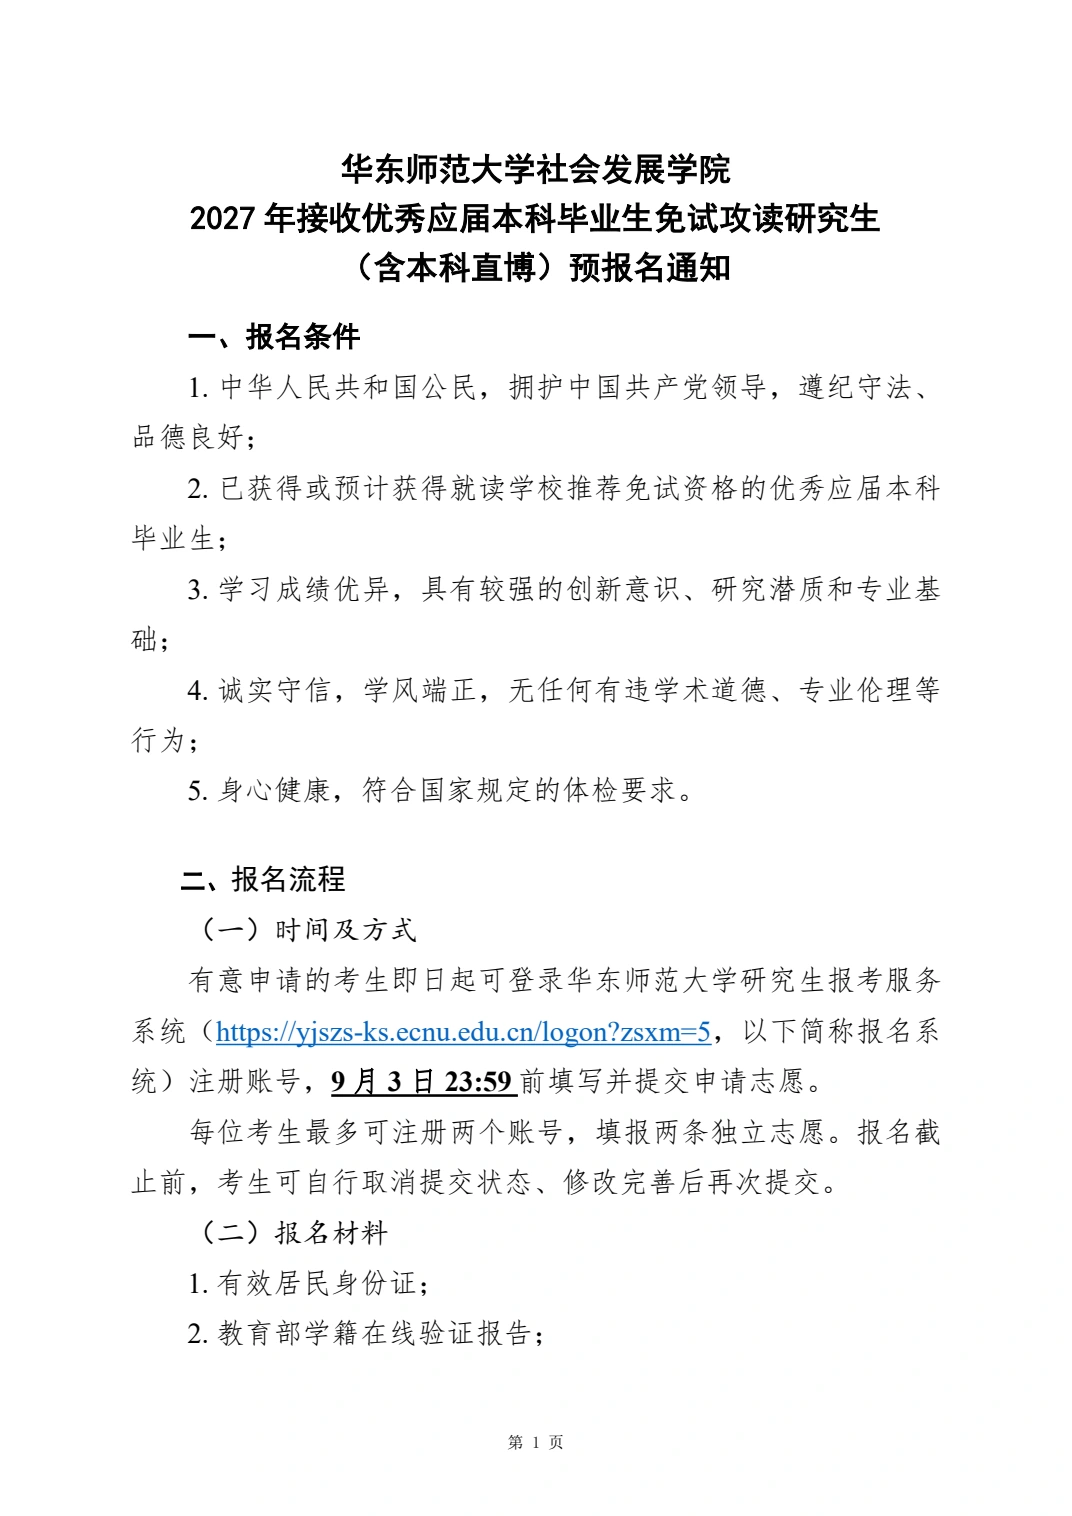 华东师范大学社会发展学院
2027 年接收优秀应届本科毕业生免试攻读研究生
（含本科直博）预报名通知
一、报名条件
1. 中华人民共和国公民，拥护中国共产党领导，遵纪守法、
品德良好；
2. 已获得或预计获得就读学校推荐免试资格的优秀应届本科
毕业生；
3. 学习成绩优异，具有较强的创新意识、研究潜质和专业基
础；
4. 诚实守信，学风端正，无任何有违学术道德、专业伦理等
行为；
5. 身心健康，符合国家规定的体检要求。
二、报名流程
（一）时间及方式
有意申请的考生即日起可登录华东师范大学研究生报考服务
系统（https://yjszs-ks.ecnu.edu.cn/logon?zsxm=5，以下简称报名系
统）注册账号，9 月 3 日 23:59 前填写并提交申请志愿。
每位考生最多可注册两个账号，填报两条独立志愿。报名截
止前，考生可自行取消提交状态、修改完善后再次提交。
（二）报名材料
1. 有效居民身份证；
2. 教育部学籍在线验证报告；
第 1 页